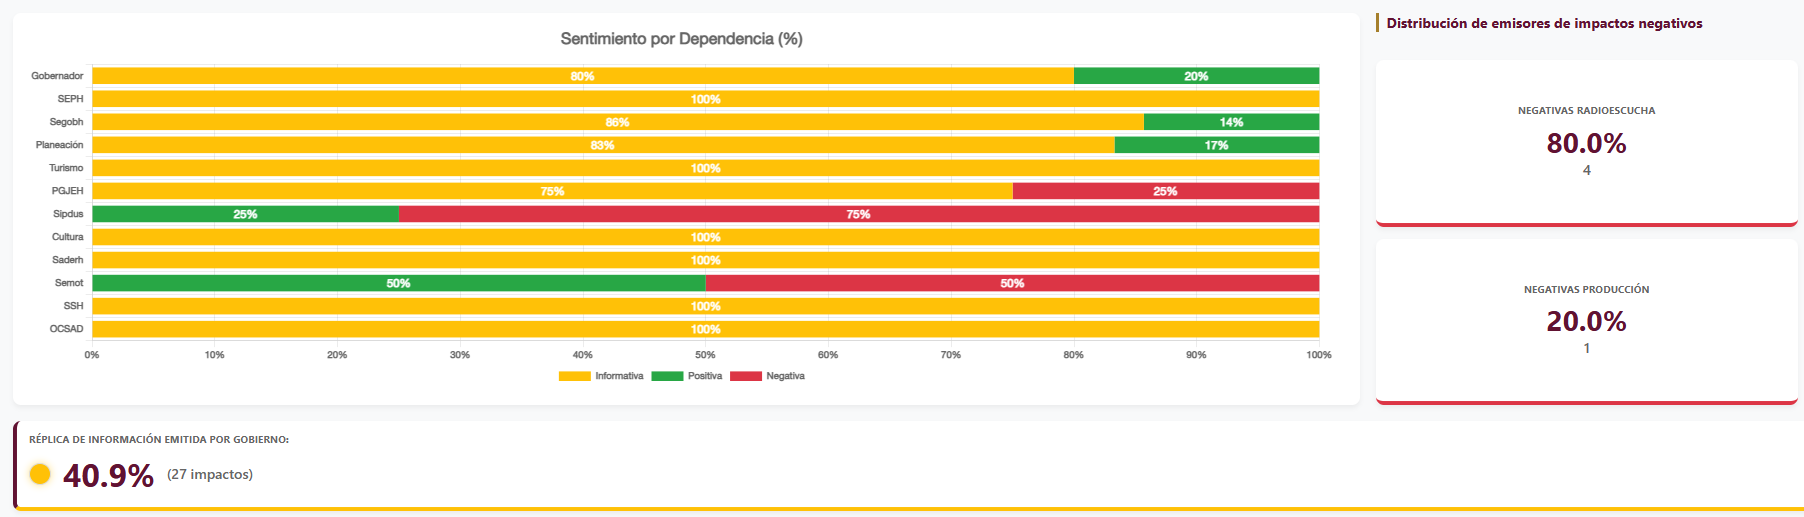 Sentimiento por Dependencia (%)
Gobernador 80% 20%
SEPH 100%
Segobh 86% 14%
Planeación 83% 17%
Turismo 100%
PGJEH 75% 25%
Sipdus 25% 75%
Cultura 100%
Saderh 100%
Semot 50% 50%
SSH 100%
OCSAD 100%
0% 10% 20% 30% 40% 50% 60% 70% 80% 90% 100%
Informativa Positiva Negativa
Distribución de emisores de impactos negativos
NEGATIVAS RADIOESCUCHA
80.0%
4
NEGATIVAS PRODUCCIÓN
20.0%
1
RÉPLICA DE INFORMACIÓN EMITIDA POR GOBIERNO:
40.9% (27 impactos)